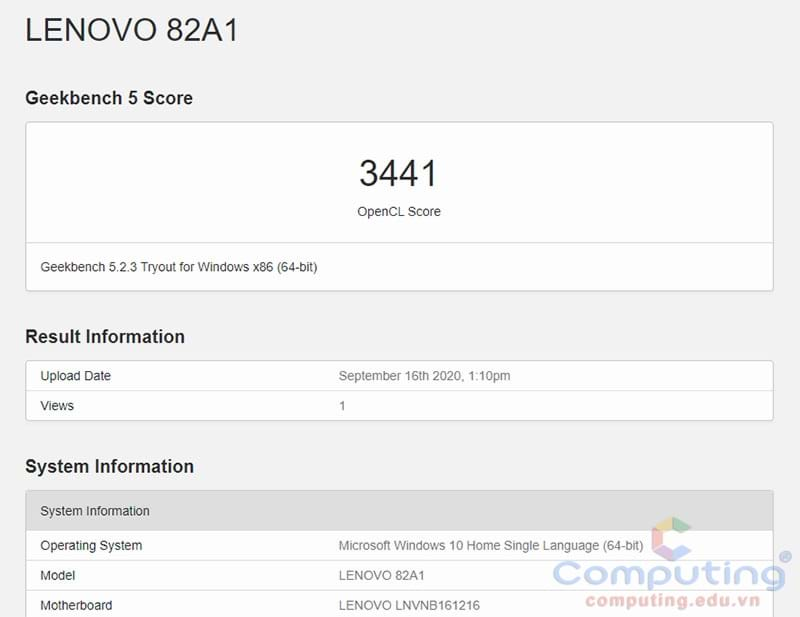 LENOVO 82A1
Geekbench 5 Score
3441
OpenCL Score
Geekbench 5.2.3 Tryout for Windows x86 (64-bit)
Result Information
Upload Date September 16th 2020, 1:10pm
Views 1
System Information
System Information
Operating System Microsoft Windows 10 Home Single Language (64-bit)
Model LENOVO 82A1
Motherboard LENOVO LNVNB161216
Computing®
computing.edu.vn